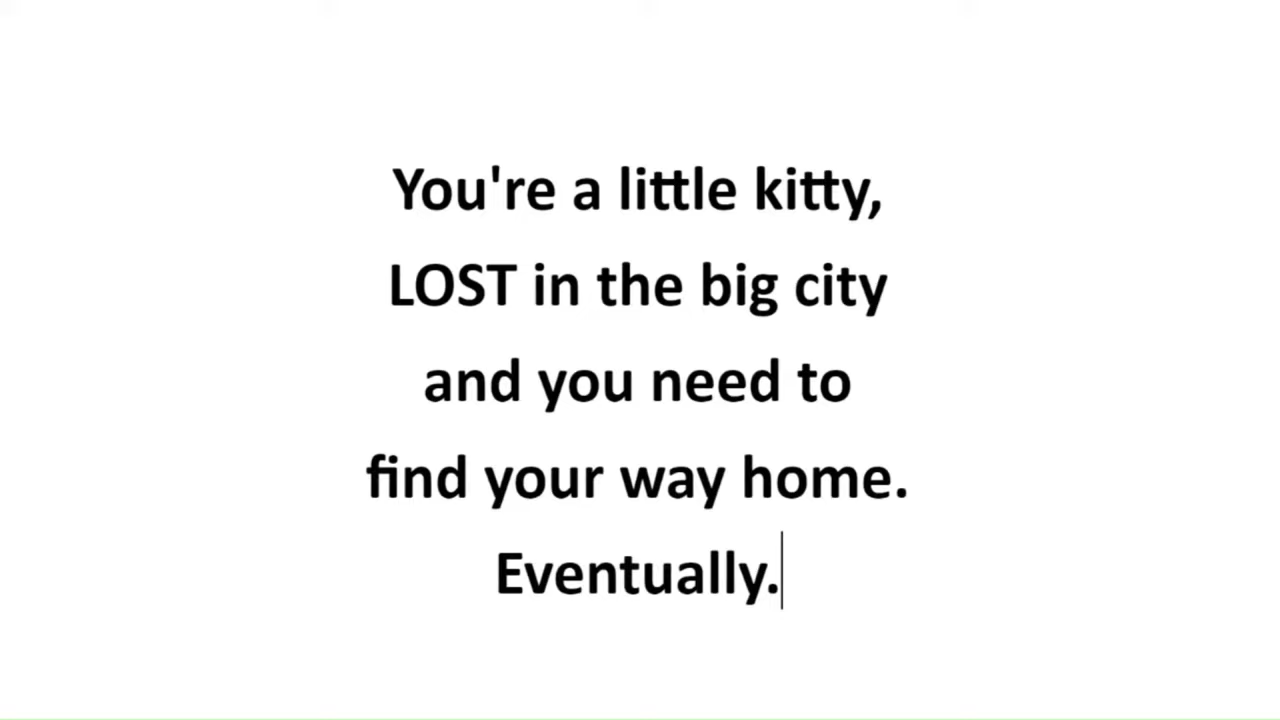 You're a little kitty,
LOST in the big city
and you need to
find your way home.
Eventually.